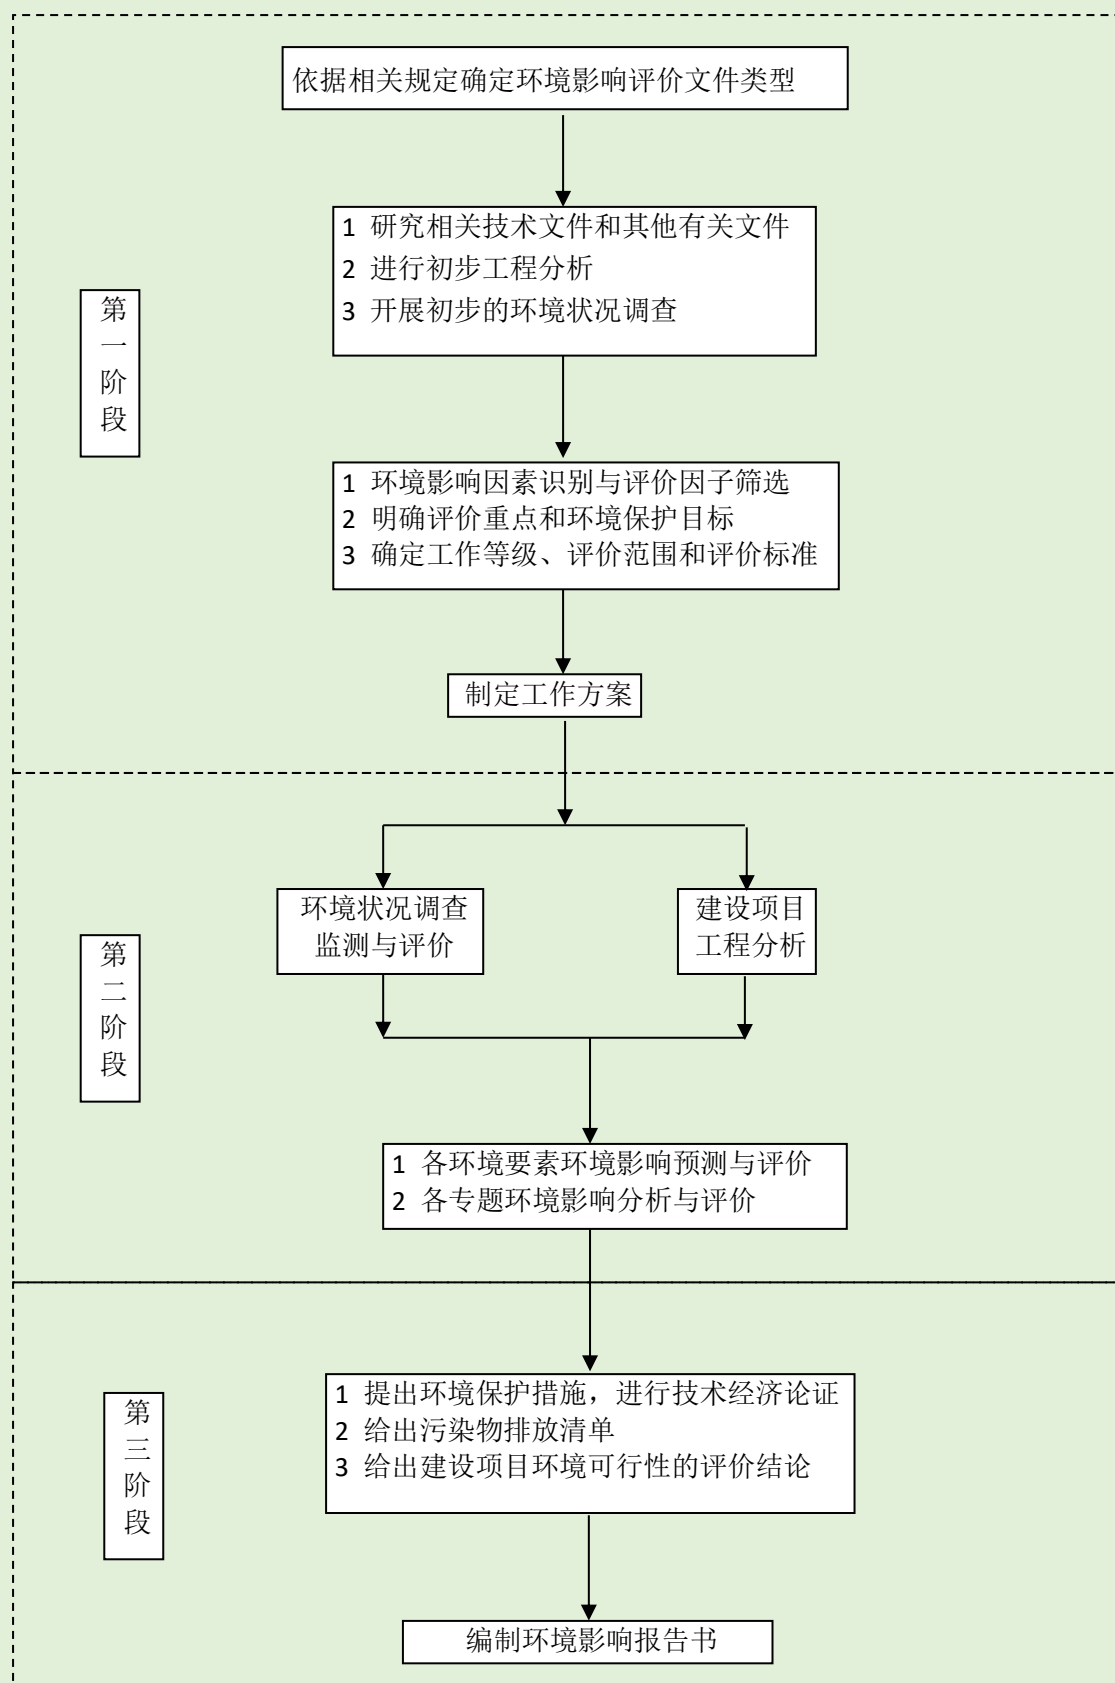 依据相关规定确定环境影响评价文件类型
1 研究相关技术文件和其他有关文件
2 进行初步工程分析
3 开展初步的环境状况调查
第一阶段
1 环境影响因素识别与评价因子筛选
2 明确评价重点和环境保护目标
3 确定工作等级、评价范围和评价标准
制定工作方案
环境状况调查
监测与评价
建设项目
工程分析
第二阶段
1 各环境要素环境影响预测与评价
2 各专题环境影响分析与评价
1 提出环境保护措施，进行技术经济论证
2 给出污染物排放清单
3 给出建设项目环境可行性的评价结论
第三阶段
编制环境影响报告书